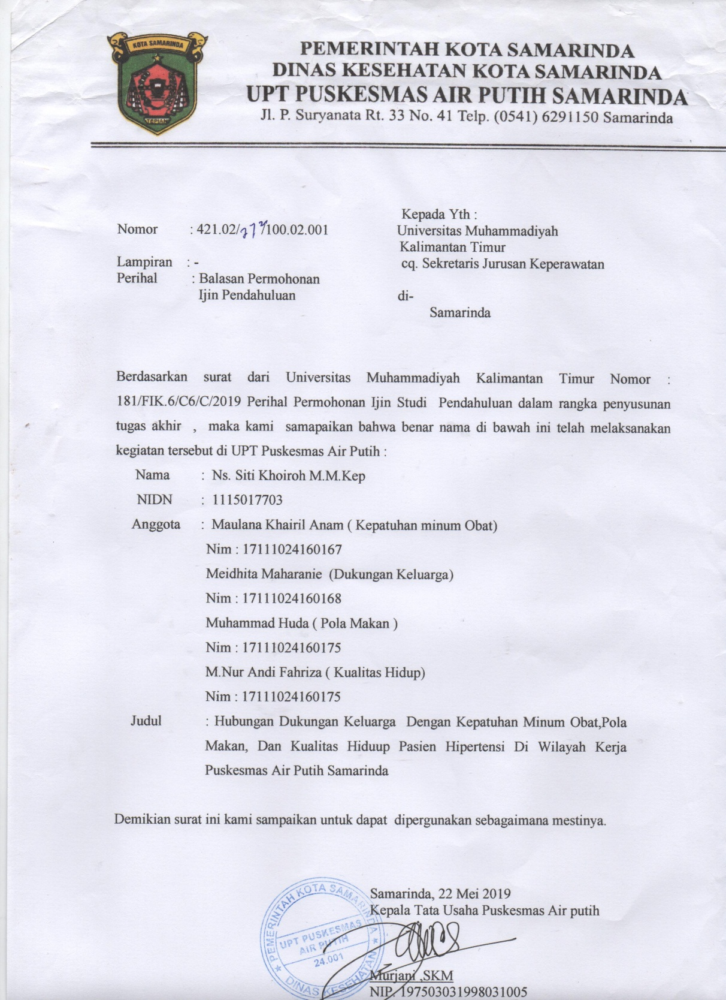 KOTA SAMARINDA
TEPIAN
PEMERINTAH KOTA SAMARINDA
DINAS KESEHATAN KOTA SAMARINDA
UPT PUSKESMAS AIR PUTIH SAMARINDA
Jl. P. Suryanata Rt. 33 No. 41 Telp. (0541) 6291150 Samarinda
Kepada Yth :
Nomor : 421.02/ /100.02.001
Universitas Muhammadiyah
Kalimantan Timur
Lampiran : -
cq. Sekretaris Jurusan Keperawatan
Perihal : Balasan Permohonan
Ijin Pendahuluan
di-
Samarinda
Berdasarkan surat dari Universitas Muhammadiyah Kalimantan Timur Nomor :
181/FIK.6/C6/C/2019 Perihal Permohonan Ijin Studi Pendahuluan dalam rangka penyusunan
tugas akhir , maka kami samapaikan bahwa benar nama di bawah ini telah melaksanakan
kegiatan tersebut di UPT Puskesmas Air Putih :
Nama : Ns. Siti Khoiroh M.M.Kep
NIDN : 1115017703
Anggota : Maulana Khairil Anam ( Kepatuhan minum Obat)
Nim : 17111024160167
Meidhita Maharanie (Dukungan Keluarga)
Nim : 17111024160168
Muhammad Huda ( Pola Makan )
Nim : 17111024160175
M.Nur Andi Fahriza ( Kualitas Hidup)
Nim : 17111024160175
Judul : Hubungan Dukungan Keluarga Dengan Kepatuhan Minum Obat,Pola
Makan, Dan Kualitas Hiduup Pasien Hipertensi Di Wilayah Kerja
Puskesmas Air Putih Samarinda
Demikian surat ini kami sampaikan untuk dapat dipergunakan sebagaimana mestinya.
Samarinda, 22 Mei 2019
Kepala Tata Usaha Puskesmas Air putih
PEMERINTAH KOTA SAMARINDA
UPT PUSKESMAS
AIR PUTIH
24.001
DINAS KESEHATAN
Murjani ,SKM
NIP. 197503031998031005